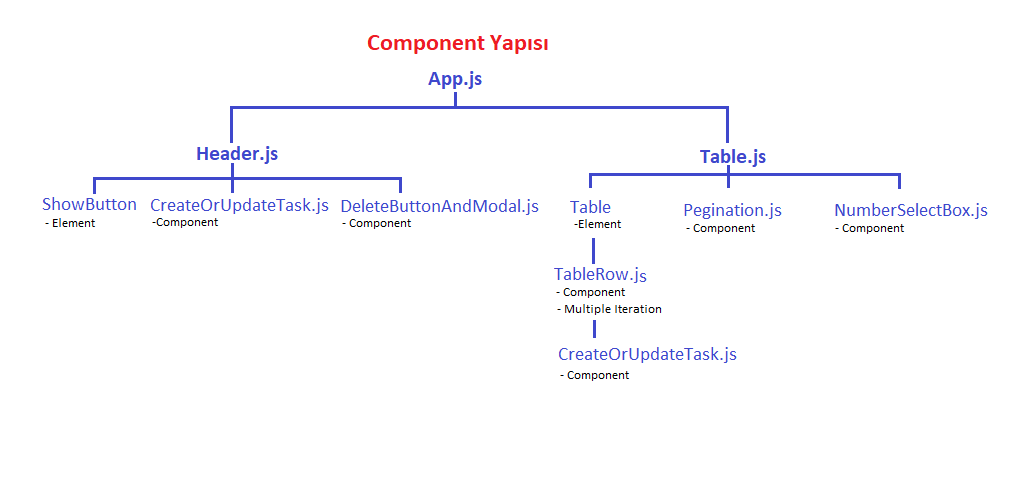 Component Yapısı
App.js
Header.js
Table.js
ShowButton
- Element
CreateOrUpdateTask.js
-Component
DeleteButtonAndModal.js
- Component
Table
-Element
Pegination.js
- Component
NumberSelectBox.js
- Component
TableRow.js
- Component
- Multiple Iteration
CreateOrUpdateTask.js
- Component